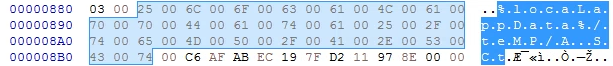 00000880 03 00 25 00 6C 00 6F 00 63 00 61 00 4C 00 61 00 ..%.l.o.c.a.L.a.
00000890 70 00 70 00 44 00 61 00 74 00 61 00 25 00 2F 00 p.p.D.a.t.a.%./.
000008A0 74 00 65 00 4D 00 50 00 2F 00 41 00 2E 00 53 00 t.e.M.P./.A...S.
000008B0 43 00 74 00 C6 AF AB EC 19 7F D2 11 97 8E 00 00 C.t.Æ¯«ì..Ò.—Ž..